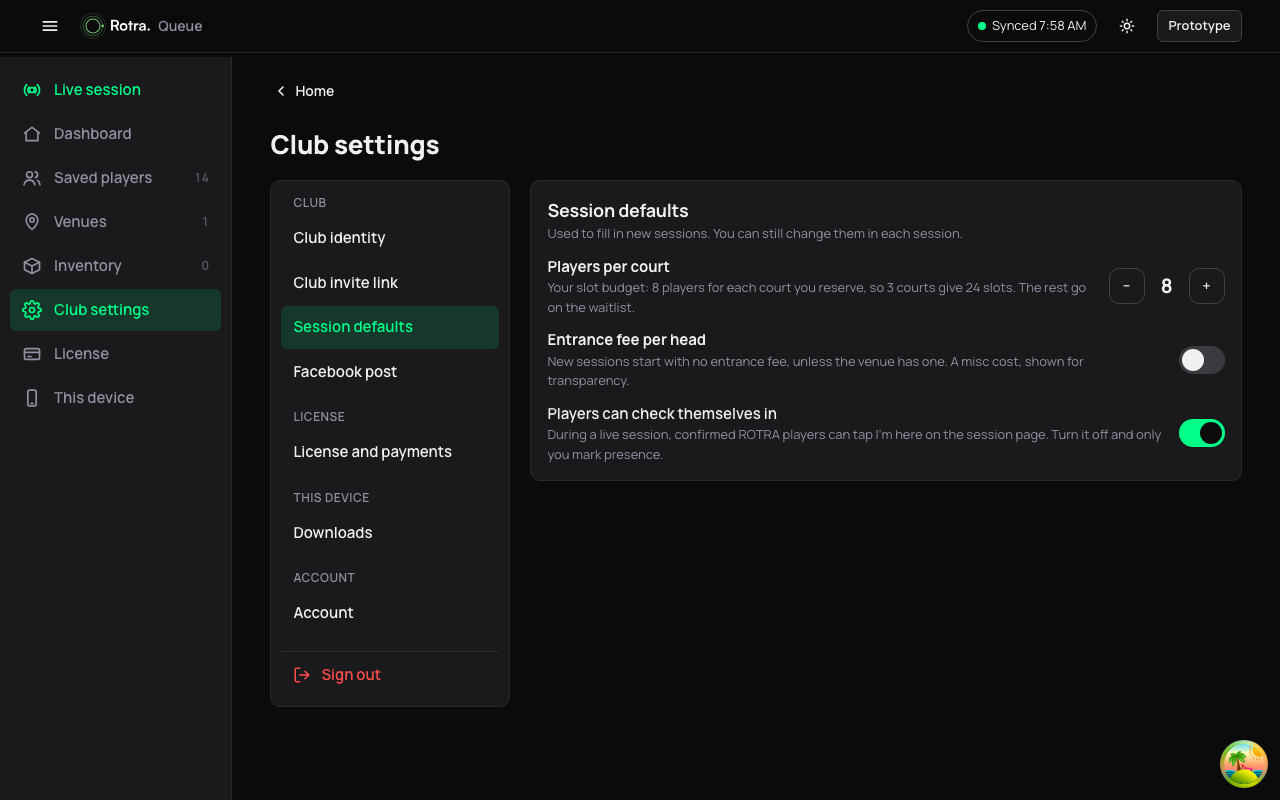 Rotra. Queue
Synced 7:58 AM
Prototype
Live session
Dashboard
Saved players 14
Venues 1
Inventory 0
Club settings
License
This device
Home
Club settings
CLUB
Club identity
Club invite link
Session defaults
Facebook post
LICENSE
License and payments
THIS DEVICE
Downloads
ACCOUNT
Account
Sign out
Session defaults
Used to fill in new sessions. You can still change them in each session.
Players per court
Your slot budget: 8 players for each court you reserve, so 3 courts give 24 slots. The rest go
on the waitlist.
− 8 +
Entrance fee per head
New sessions start with no entrance fee, unless the venue has one. A misc cost, shown for
transparency.
Players can check themselves in
During a live session, confirmed ROTRA players can tap I'm here on the session page. Turn it off and only
you mark presence.